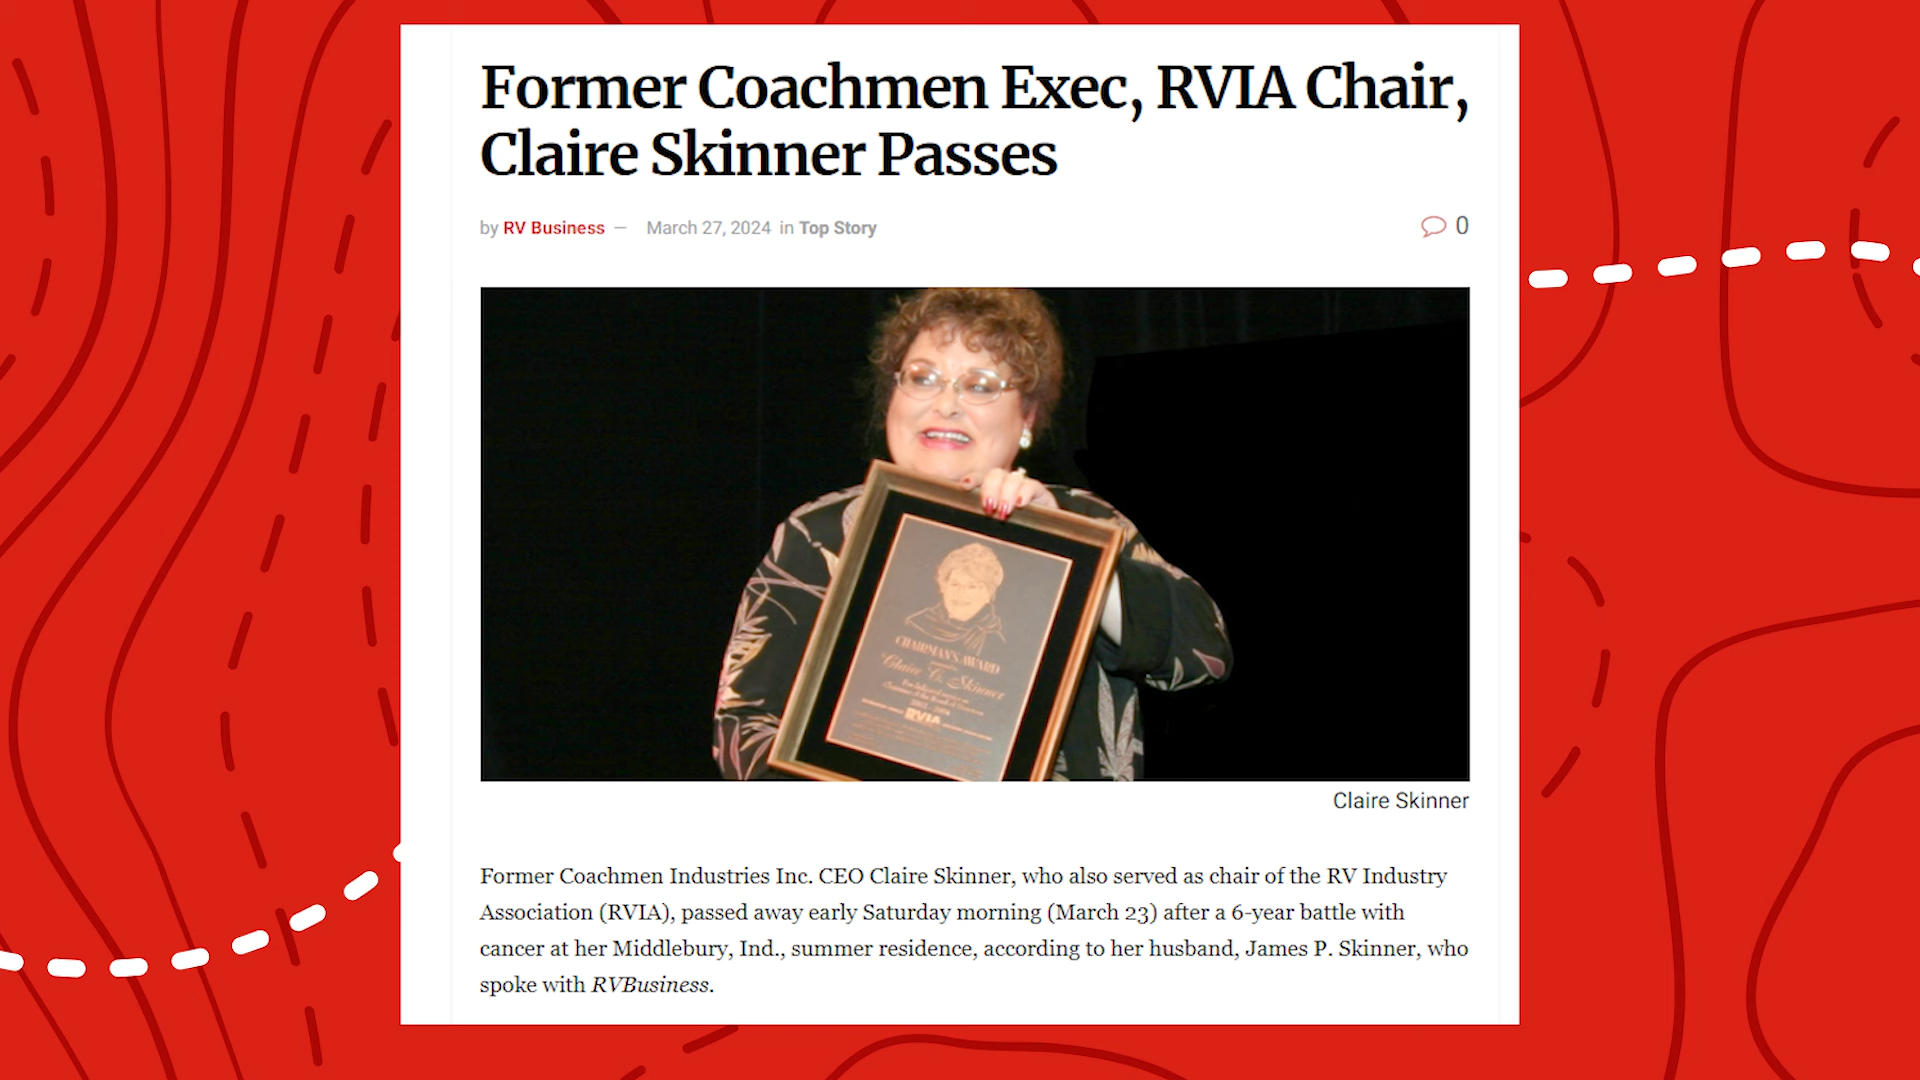 Former Coachmen Exec, RVIA Chair,
Claire Skinner Passes
by RV Business — March 27, 2024 in Top Story
0
CHAIRMAN'S AWARD
Claire C. Skinner
RVIA
Claire Skinner
Former Coachmen Industries Inc. CEO Claire Skinner, who also served as chair of the RV Industry
Association (RVIA), passed away early Saturday morning (March 23) after a 6-year battle with
cancer at her Middlebury, Ind., summer residence, according to her husband, James P. Skinner, who
spoke with RVBusiness.